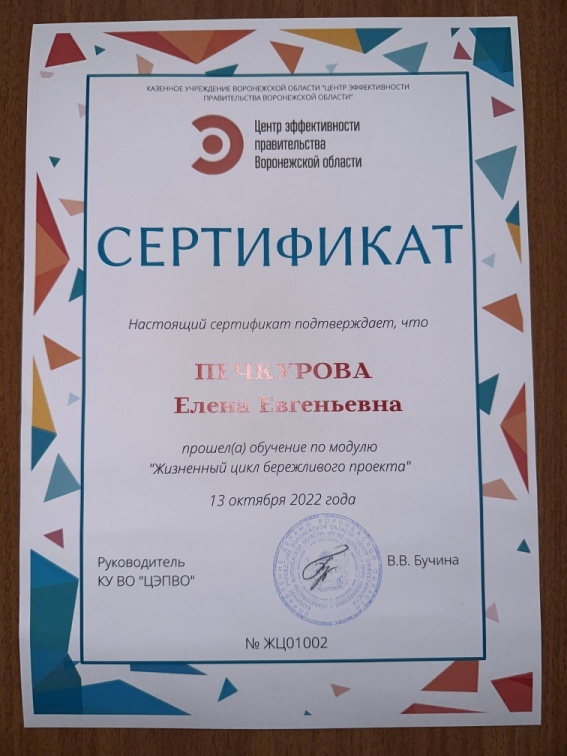 КАЗЕННОЕ УЧРЕЖДЕНИЕ ВОРОНЕЖСКОЙ ОБЛАСТИ "ЦЕНТР ЭФФЕКТИВНОСТИ
ПРАВИТЕЛЬСТВА ВОРОНЕЖСКОЙ ОБЛАСТИ"
Центр эффективности
правительства
Воронежской области
СЕРТИФИКАТ
Настоящий сертификат подтверждает, что
ПЕЧКУРОВА
Елена Евгеньевна
прошел(а) обучение по модулю
"Жизненный цикл бережливого проекта"
13 октября 2022 года
Руководитель
КУ ВО "ЦЭПВО"
В.В. Бучина
№ ЖЦ01002